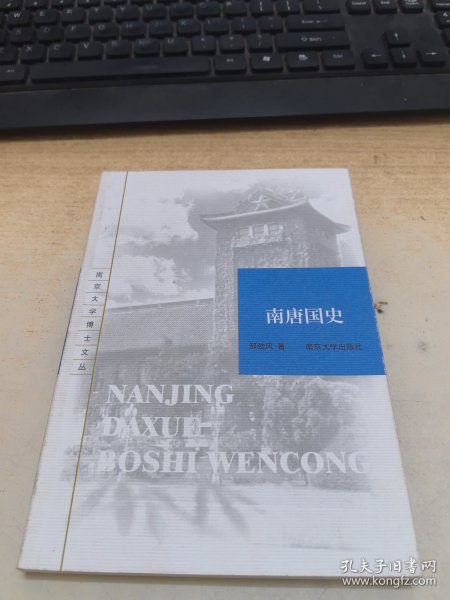 南京大学博士文丛
南唐国史
邹劲风 著 南京大学出版社
NANJING
DAXUE
BOSHI WENCONG
孔夫子旧书网
www.kongfz.com